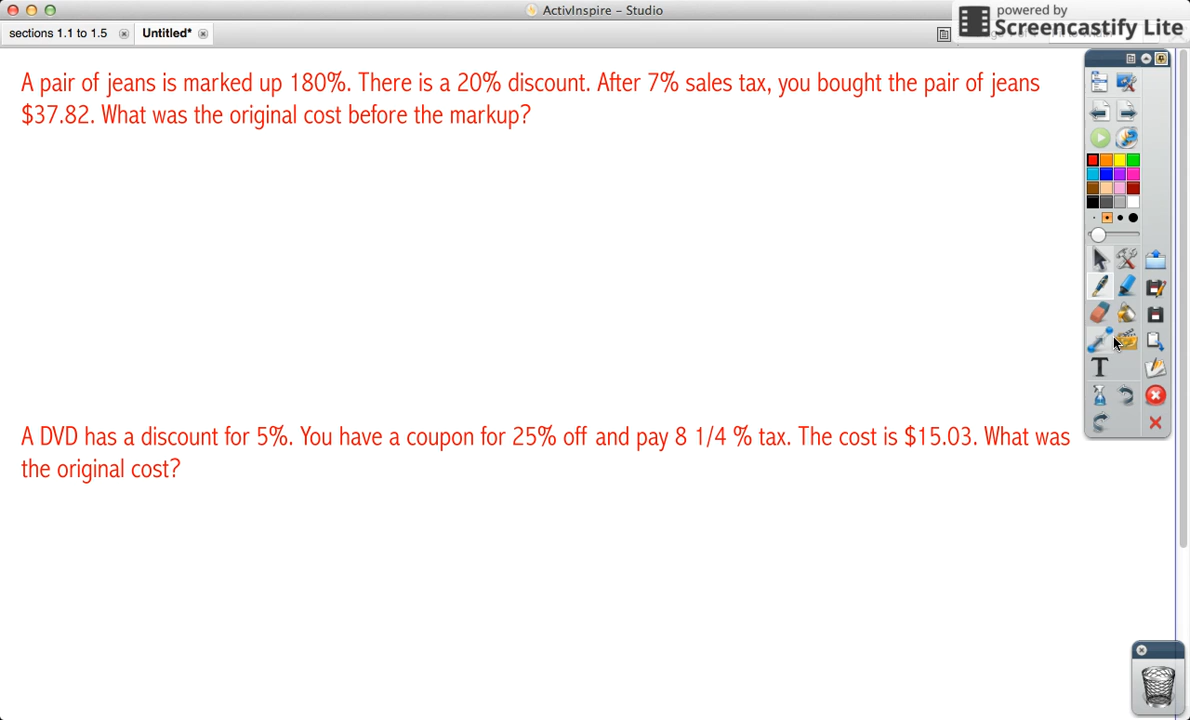 ActivInspire – Studio
powered by
Screencastify Lite
sections 1.1 to 1.5
Untitled*
A pair of jeans is marked up 180%. There is a 20% discount. After 7% sales tax, you bought the pair of jeans
$37.82. What was the original cost before the markup?
T
A DVD has a discount for 5%. You have a coupon for 25% off and pay 8 1/4 % tax. The cost is $15.03. What was
the original cost?